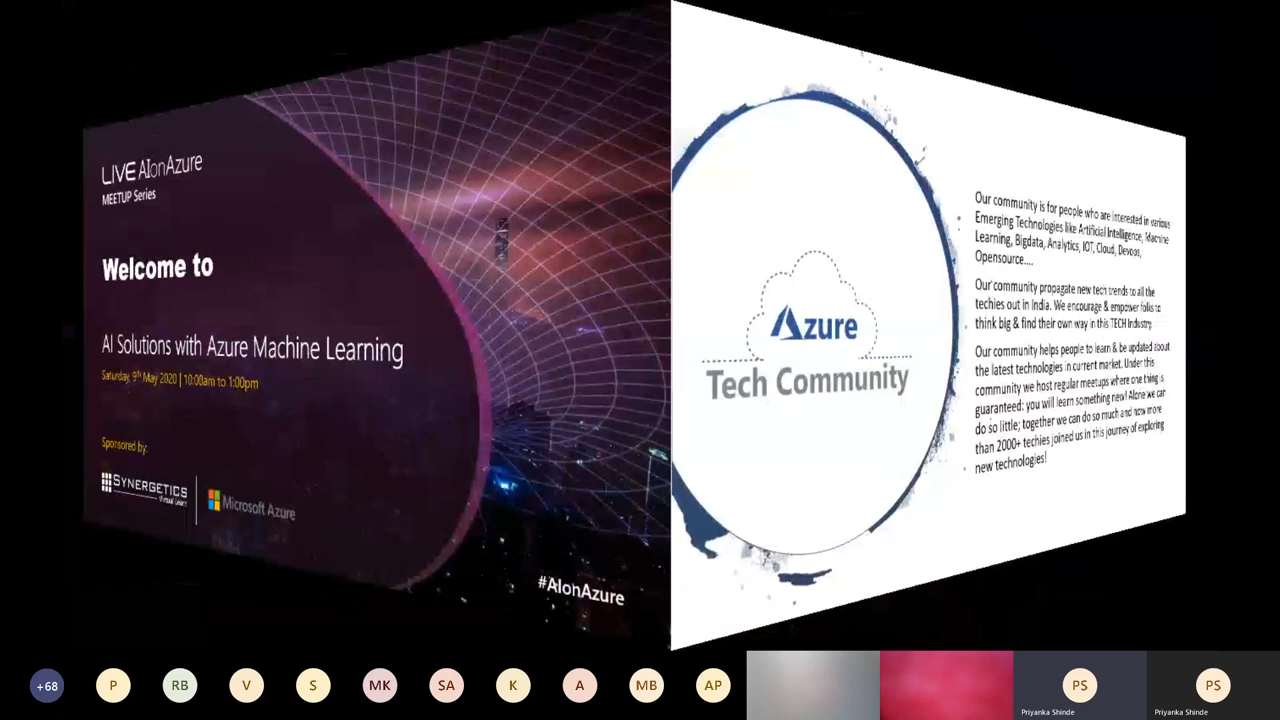 LIVE AIonAzure
MEETUP Series
Welcome to
AI Solutions with Azure Machine Learning
Saturday, 9th May 2020 | 10:00am to 1:00pm
Sponsored by:
SYNERGETICS
Microsoft Azure
#AIonAzure
Azure
Tech Community
Our community is for people who are interested in various
Emerging Technologies like Artificial Intelligence, Machine
Learning, Bigdata, Analytics, IOT, Cloud, Devops,
Opensource....
Our community propagate new tech trends to all the
techies out in India. We encourage & empower folks to
think big & find their own way in this TECH Industry.
Our community helps people to learn & be updated about
the latest technologies in current market. Under this
community we host regular meetups where one thing is
guaranteed: you will learn something new! Alone we can
do so little; together we can do so much and now more
than 2000+ techies joined us in this journey of exploring
new technologies!
+68 P RB V S MK SA K A MB AP PS PS
Priyanka Shinde Priyanka Shinde